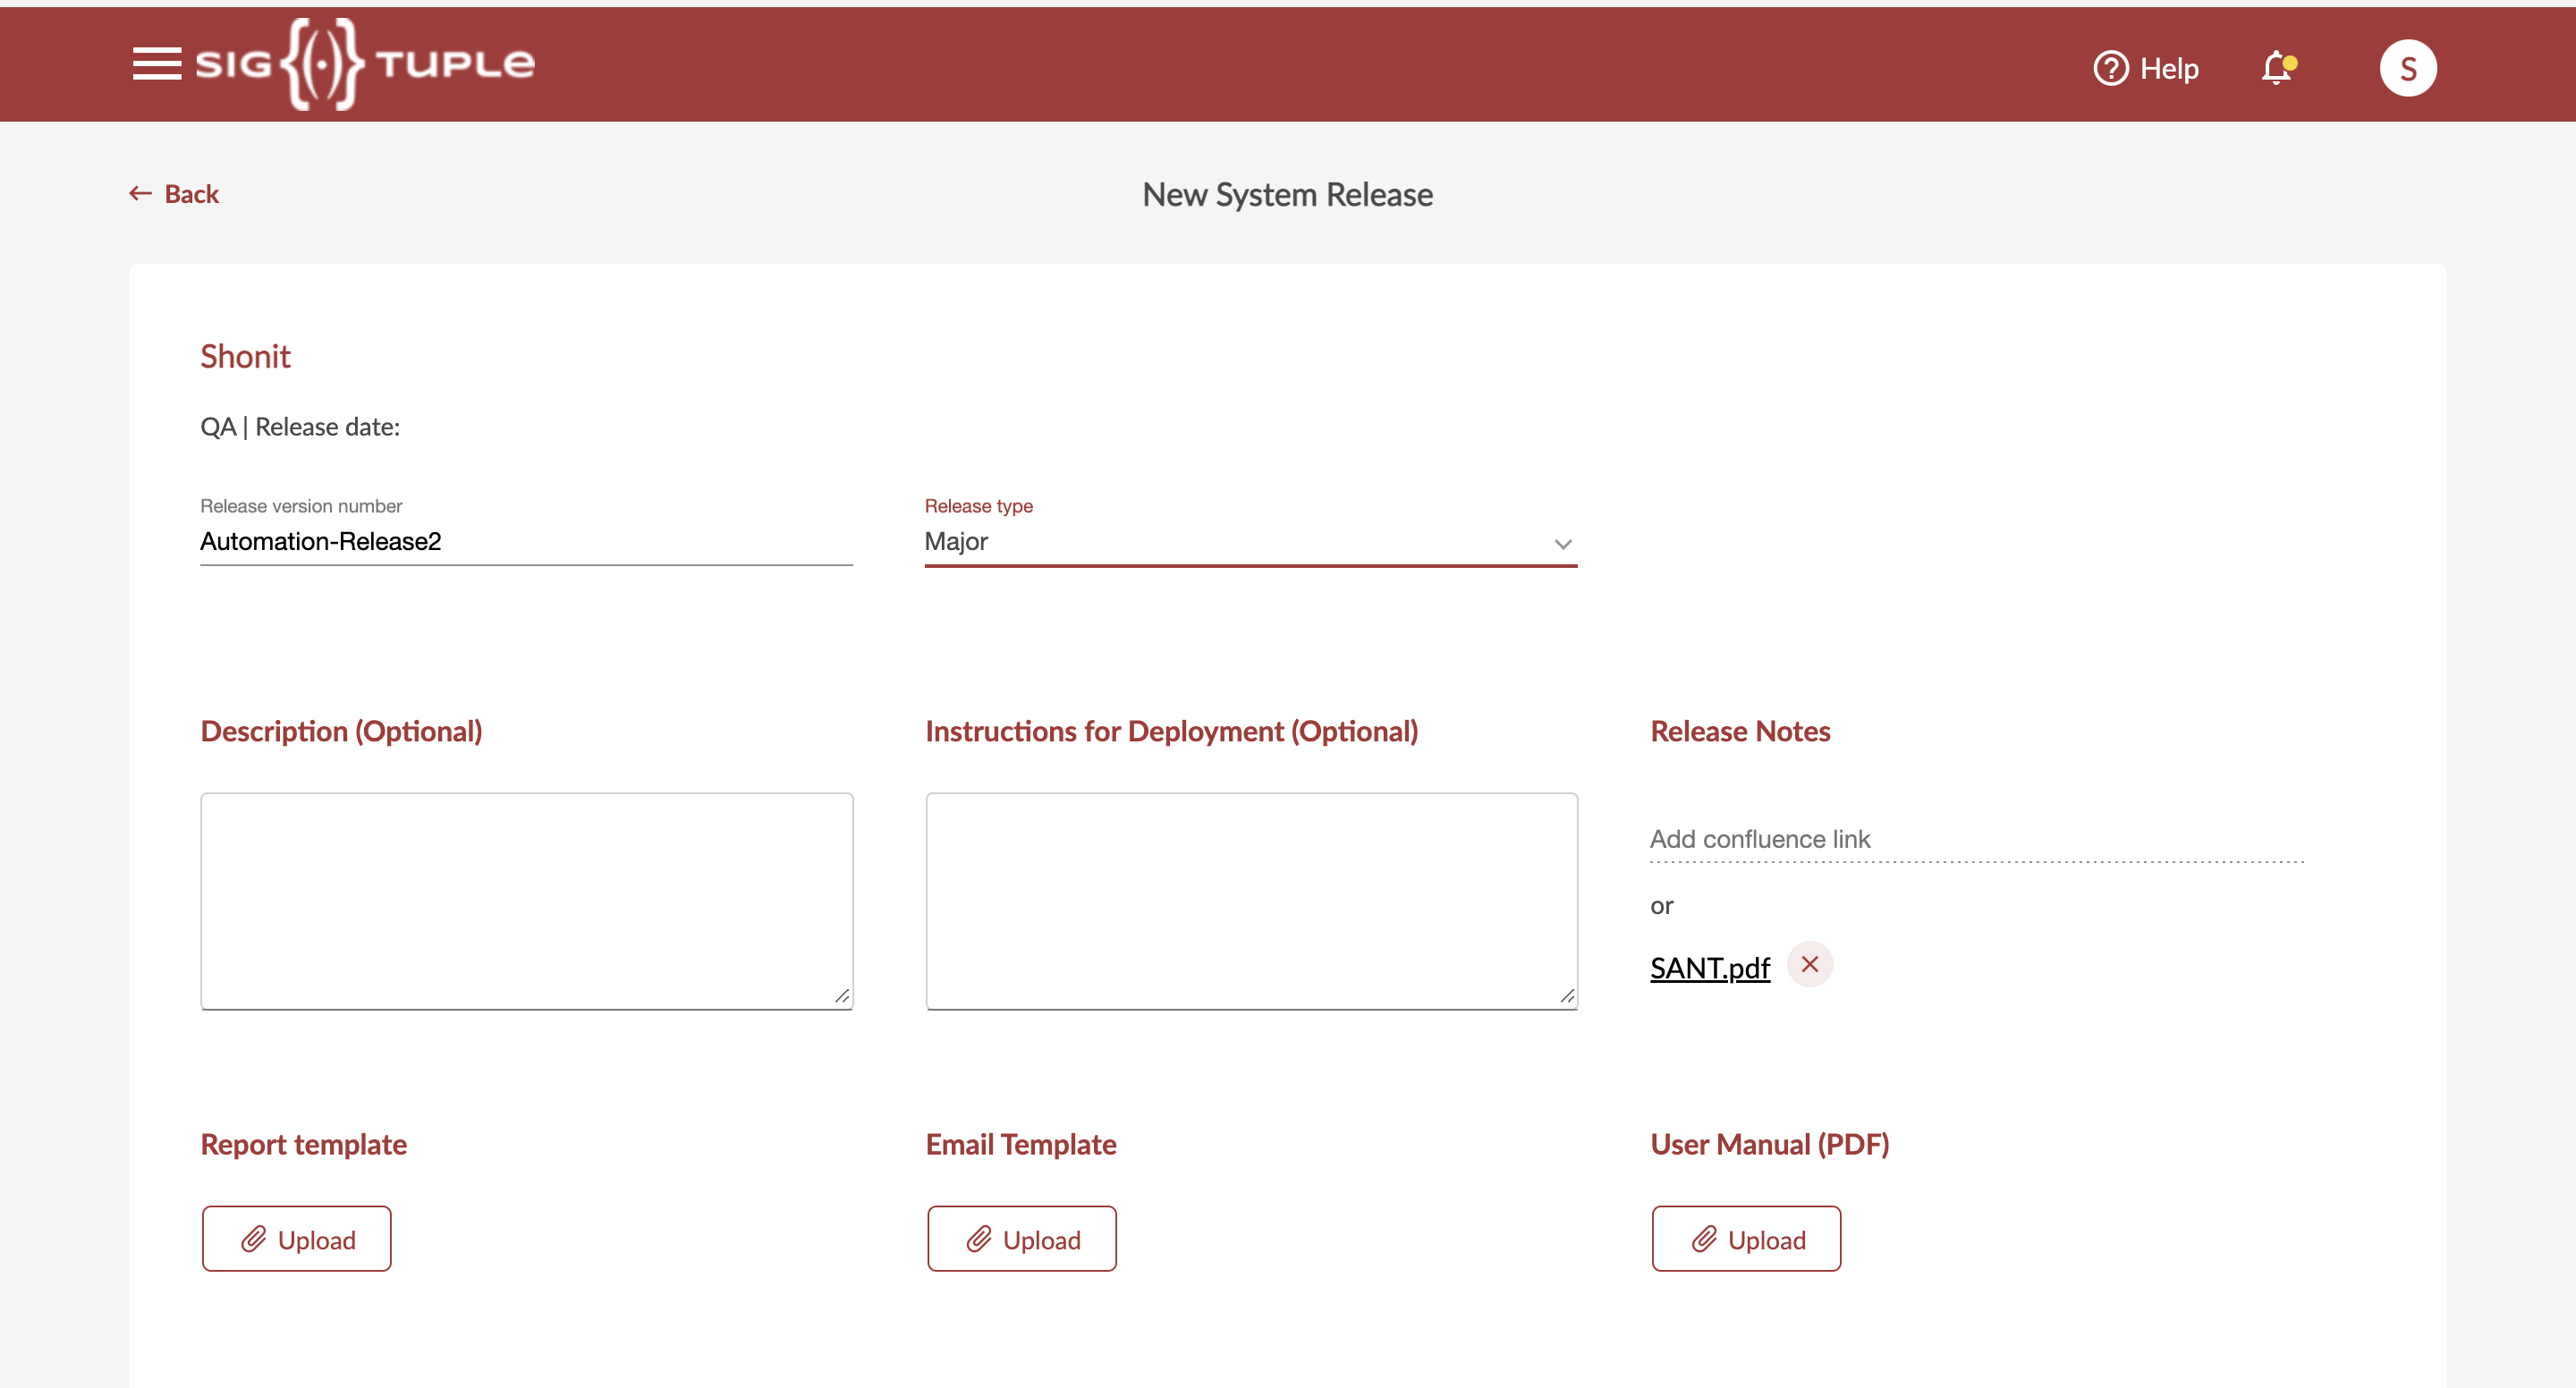 SIG{(·)}TUPLE
? Help
S
← Back
New System Release
Shonit
QA | Release date:
Release version number
Release type
Automation-Release2
Major
Description (Optional)
Instructions for Deployment (Optional)
Release Notes
Add confluence link
or
SANT.pdf
Report template
Email Template
User Manual (PDF)
Upload
Upload
Upload